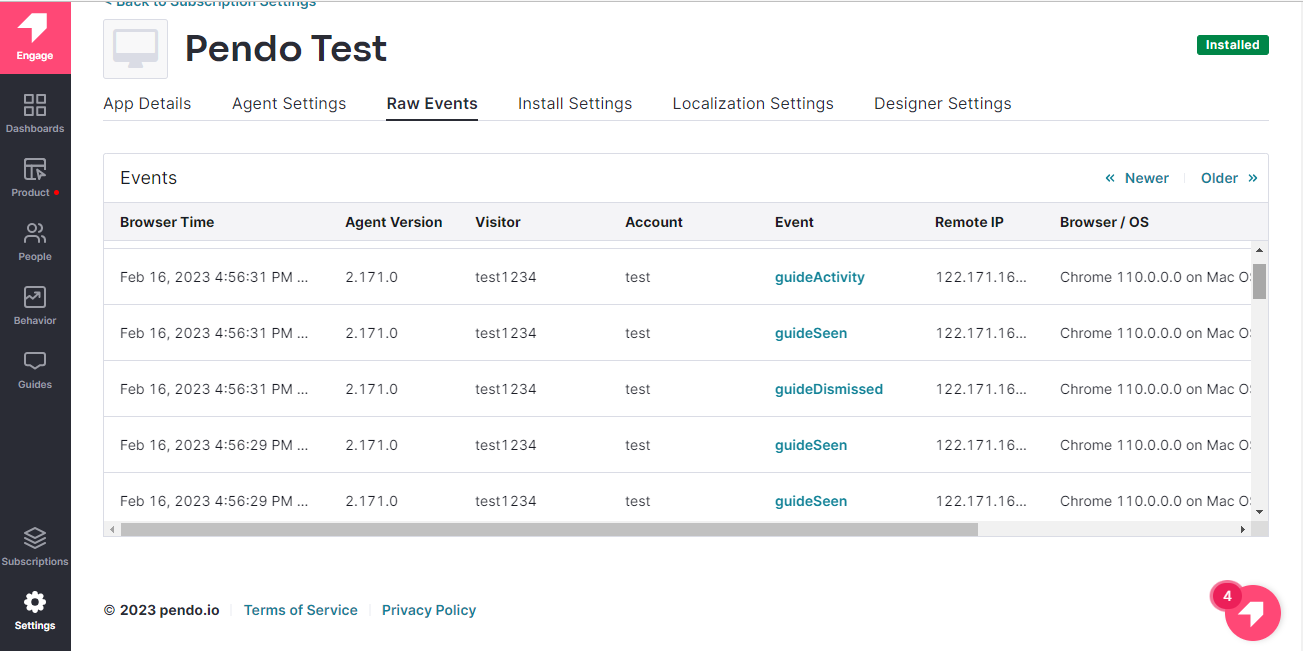 < Back to Subscription Settings
Engage
Pendo Test
Installed
App Details Agent Settings Raw Events Install Settings Localization Settings Designer Settings
Dashboards
Product
People
Behavior
Guides
Subscriptions
Settings
Events
« Newer Older »
Browser Time Agent Version Visitor Account Event Remote IP Browser / OS
Feb 16, 2023 4:56:31 PM ... 2.171.0 test1234 test guideActivity 122.171.16... Chrome 110.0.0.0 on Mac OS
Feb 16, 2023 4:56:31 PM ... 2.171.0 test1234 test guideSeen 122.171.16... Chrome 110.0.0.0 on Mac OS
Feb 16, 2023 4:56:31 PM ... 2.171.0 test1234 test guideDismissed 122.171.16... Chrome 110.0.0.0 on Mac OS
Feb 16, 2023 4:56:29 PM ... 2.171.0 test1234 test guideSeen 122.171.16... Chrome 110.0.0.0 on Mac OS
Feb 16, 2023 4:56:29 PM ... 2.171.0 test1234 test guideSeen 122.171.16... Chrome 110.0.0.0 on Mac OS
© 2023 pendo.io Terms of Service Privacy Policy
4